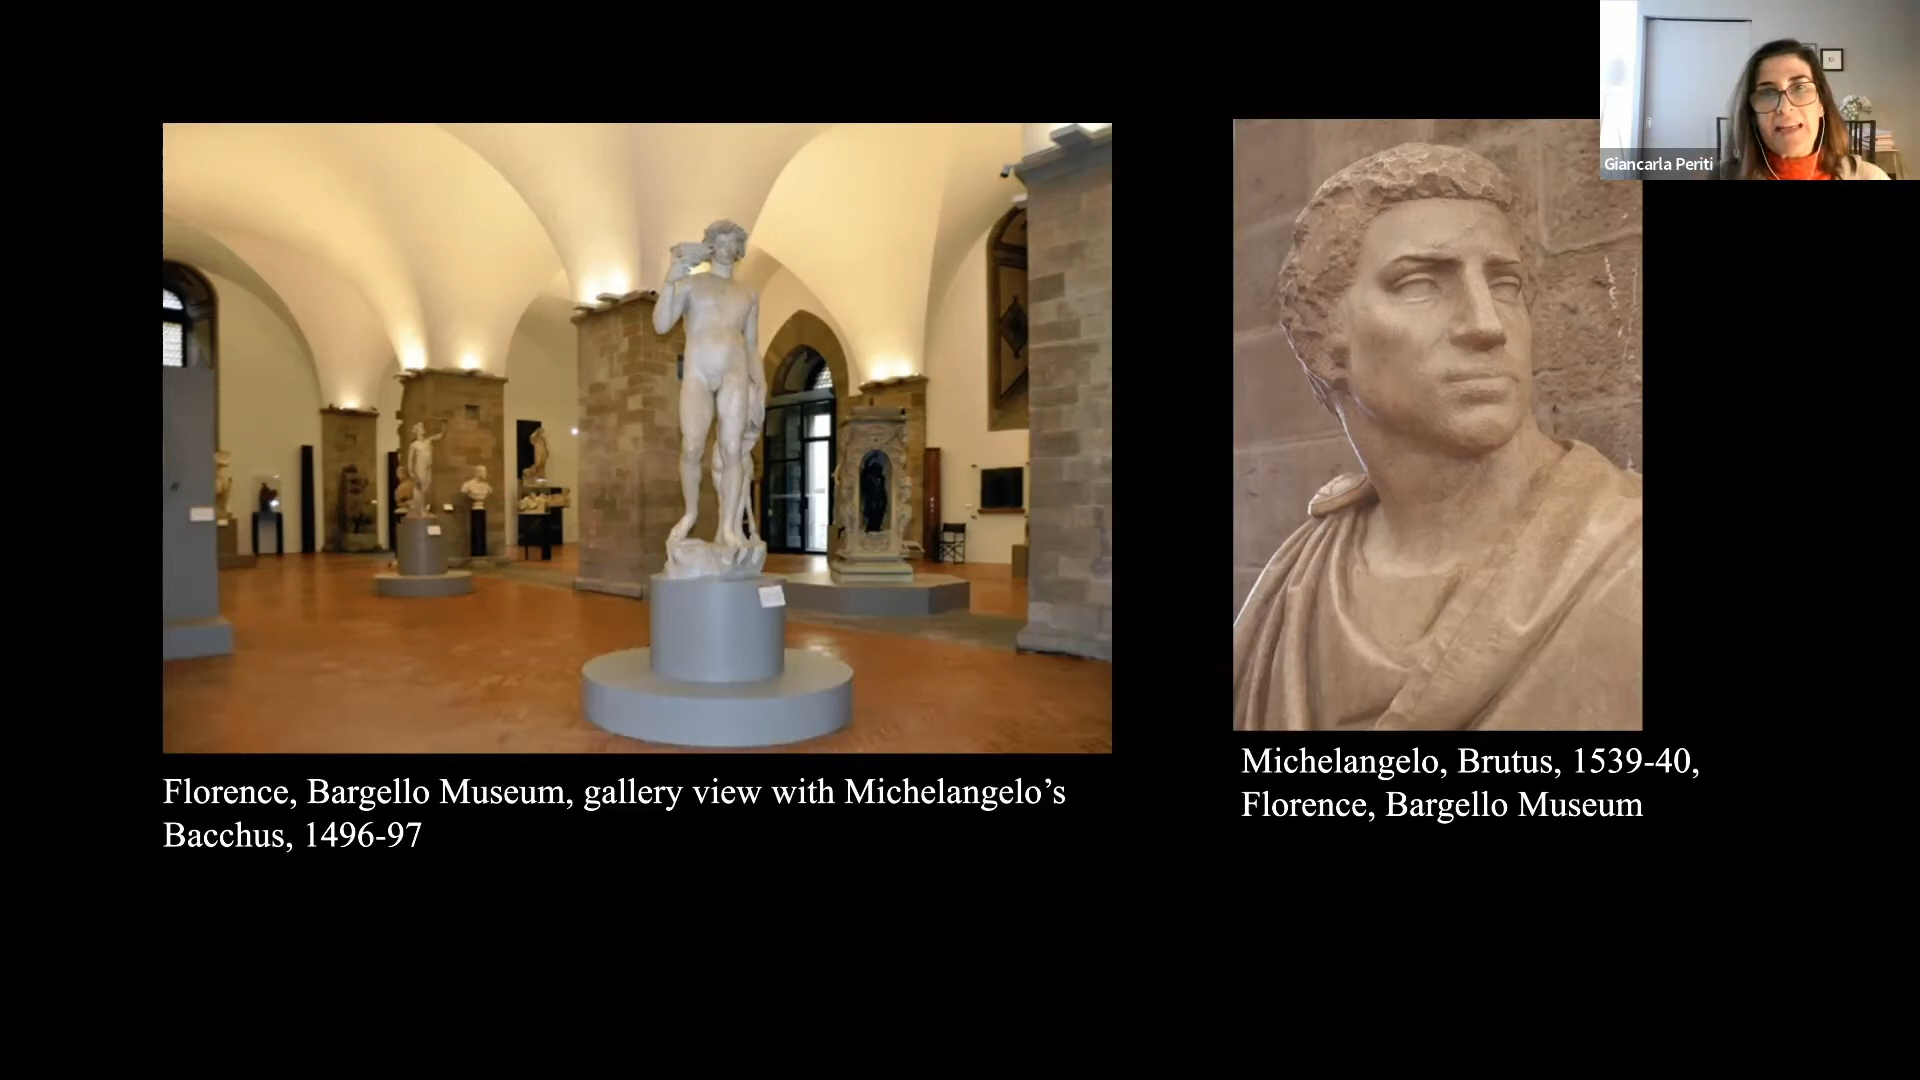 Giancarla Periti
Florence, Bargello Museum, gallery view with Michelangelo’s
Bacchus, 1496-97
Michelangelo, Brutus, 1539-40,
Florence, Bargello Museum